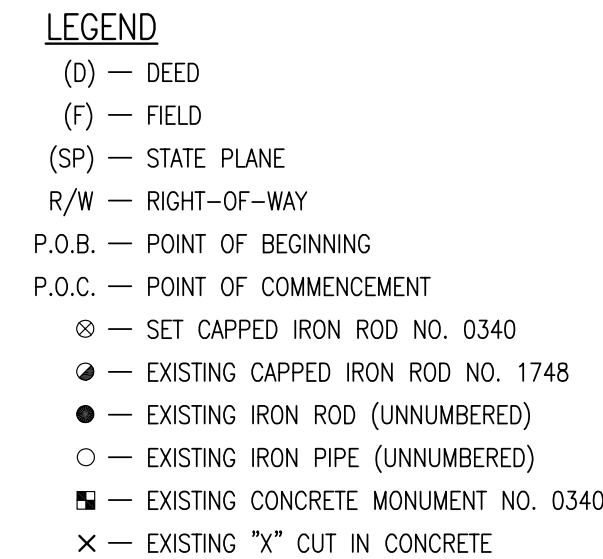 LEGEND
(D) — DEED
(F) — FIELD
(SP) — STATE PLANE
R/W — RIGHT-OF-WAY
P.O.B. — POINT OF BEGINNING
P.O.C. — POINT OF COMMENCEMENT
⊗ — SET CAPPED IRON ROD NO. 0340
— EXISTING CAPPED IRON ROD NO. 1748
● — EXISTING IRON ROD (UNNUMBERED)
○ — EXISTING IRON PIPE (UNNUMBERED)
— EXISTING CONCRETE MONUMENT NO. 0340
× — EXISTING "X" CUT IN CONCRETE